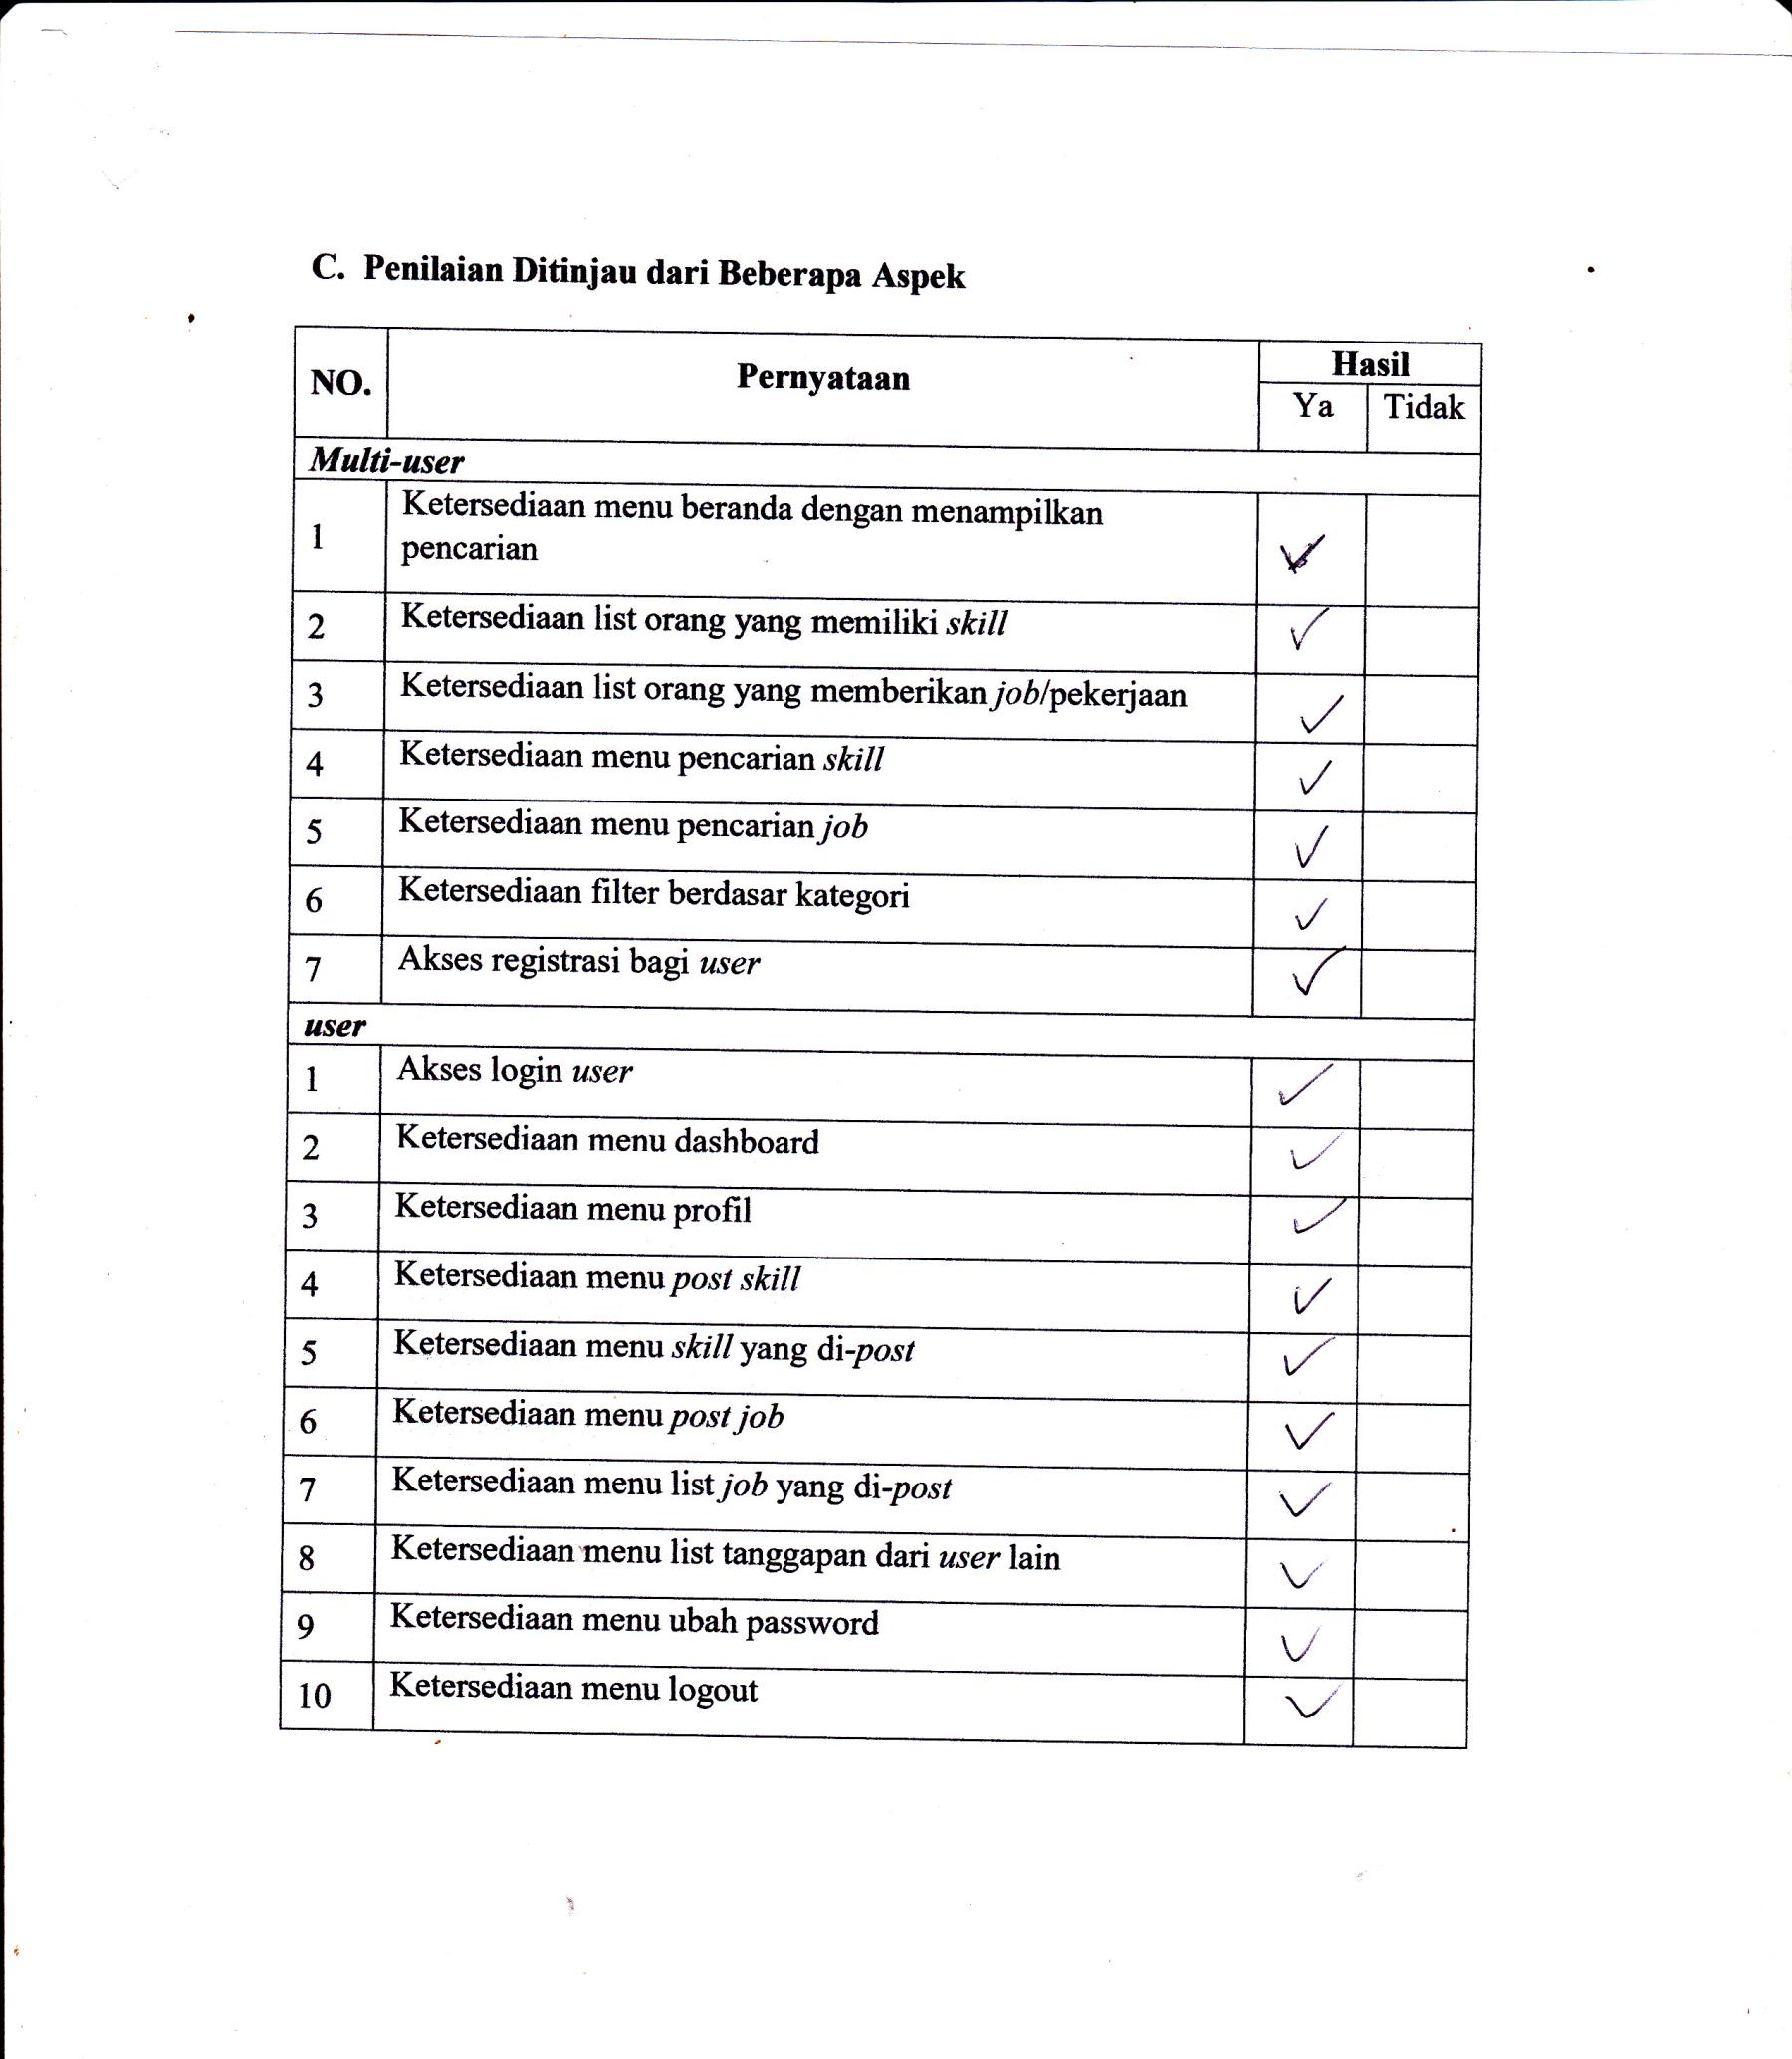 C. Penilaian Ditinjau dari Beberapa Aspek
NO. Pernyataan Hasil
Ya Tidak
Multi-user
1 Ketersediaan menu beranda dengan menampilkan
pencarian ✓
2 Ketersediaan list orang yang memiliki skill ✓
3 Ketersediaan list orang yang memberikan job/pekerjaan ✓
4 Ketersediaan menu pencarian skill ✓
5 Ketersediaan menu pencarian job ✓
6 Ketersediaan filter berdasar kategori ✓
7 Akses registrasi bagi user ✓
user
1 Akses login user ✓
2 Ketersediaan menu dashboard ✓
3 Ketersediaan menu profil ✓
4 Ketersediaan menu post skill ✓
5 Ketersediaan menu skill yang di-post ✓
6 Ketersediaan menu post job ✓
7 Ketersediaan menu list job yang di-post ✓
8 Ketersediaan menu list tanggapan dari user lain ✓
9 Ketersediaan menu ubah password ✓
10 Ketersediaan menu logout ✓